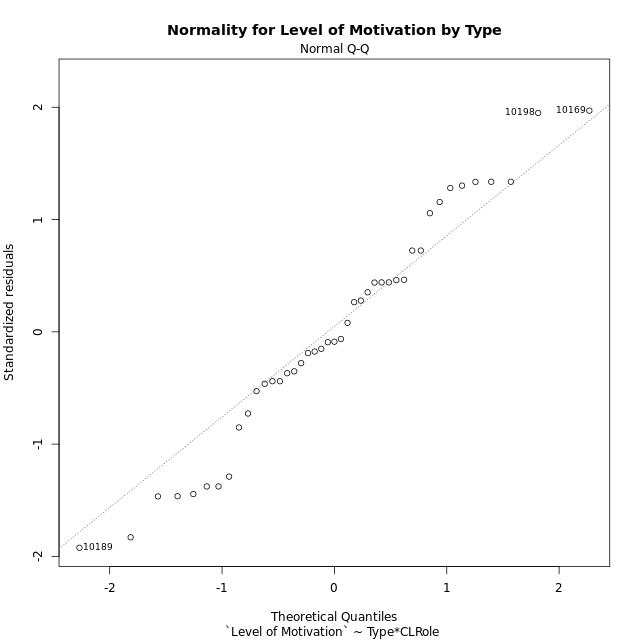 Normality for Level of Motivation by Type
Normal Q-Q
Standardized residuals
2
1
0
-1
-2
10198
10169
10189
-2 -1 0 1 2
Theoretical Quantiles
`Level of Motivation` ~ Type*CLRole